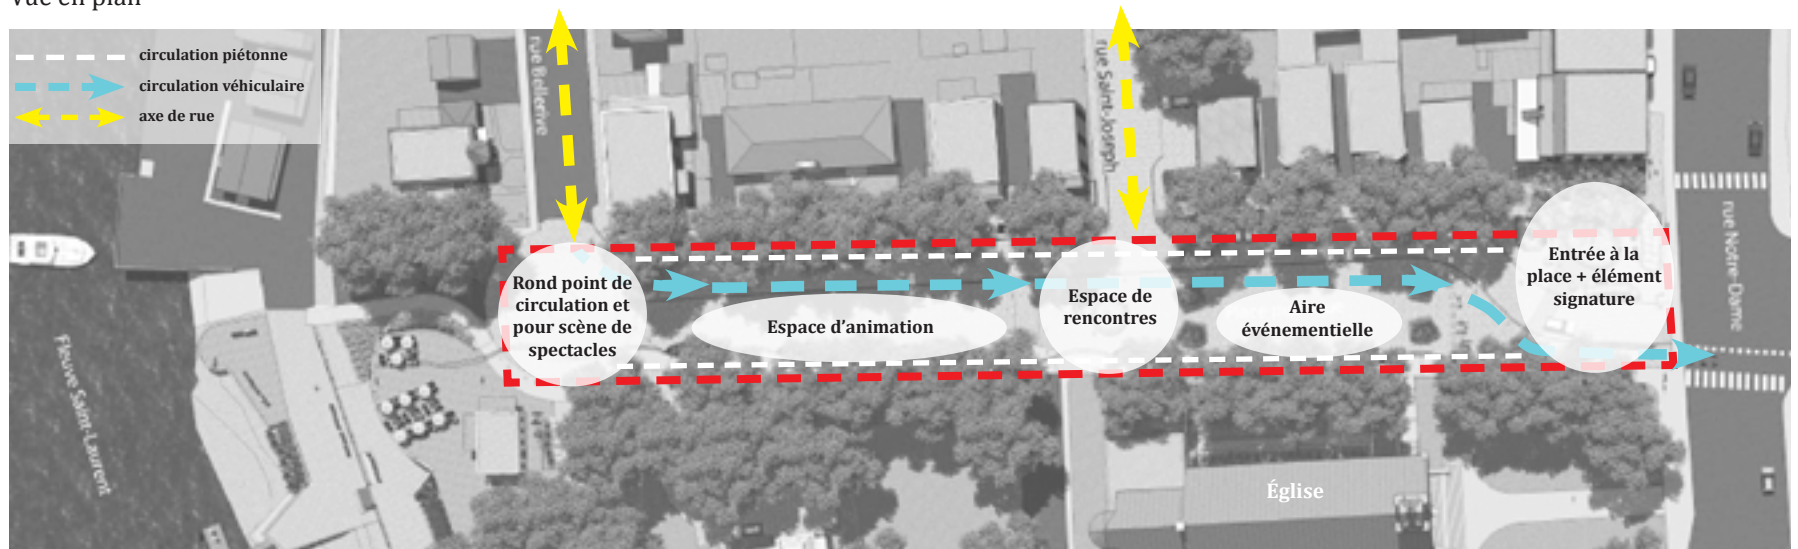 Vue en plan
circulation piétonne
circulation véhiculaire
axe de rue
rue Bellerive
rue Saint-Joseph
rue Notre-Dame
Fleuve Saint-Laurent
Rond point de
circulation et
pour scène de
spectacles
Espace d'animation
Espace de
rencontres
Aire
événementielle
Entrée à la
place + élément
signature
Église